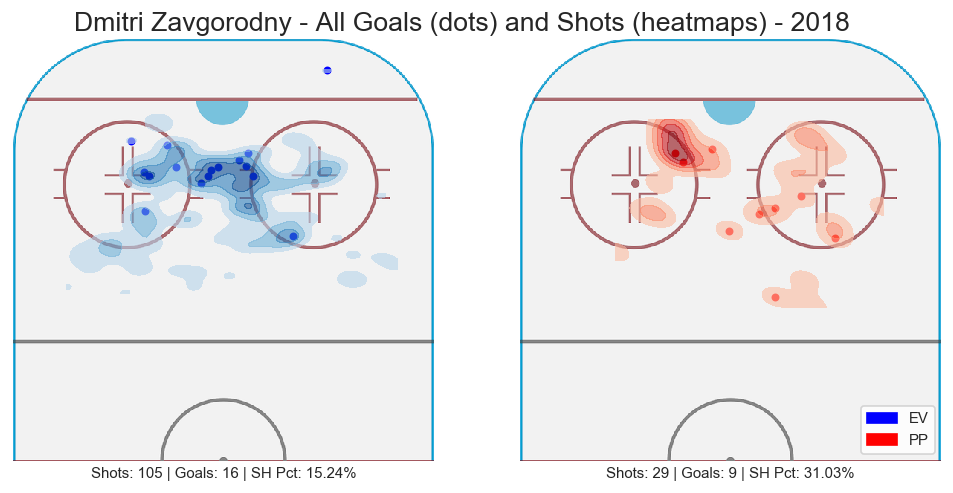 Dmitri Zavgorodny - All Goals (dots) and Shots (heatmaps) - 2018
EV
PP
Shots: 105 | Goals: 16 | SH Pct: 15.24%
Shots: 29 | Goals: 9 | SH Pct: 31.03%